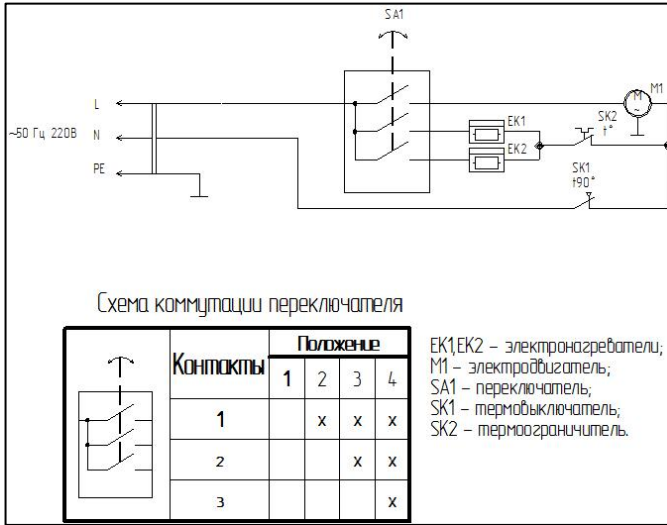 SA1
L
M
~
M1
SK2
t°
EK1
~50 Гц 220В
N
EK2
PE
SK1
t90°
Схема коммутации переключателя
Контакты
Положение
1 2 3 4
1 x x x
2 x x
3 x
EK1,EK2 – электронагреватели;
M1 – электродвигатель;
SA1 – переключатель;
SK1 – термовыключатель;
SK2 – термоограничитель.